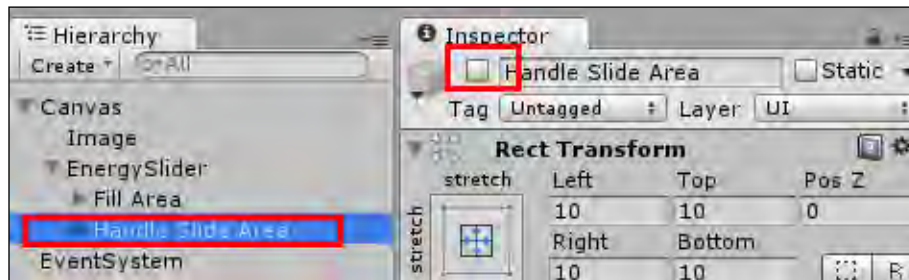 Hierarchy
Create All
Canvas
Image
EnergySlider
Fill Area
Handle Slide Area
EventSystem
Inspector
Handle Slide Area Static
Tag Untagged Layer UI
Rect Transform
stretch Left Top Pos Z
10 10 0
stretch
Right Bottom
10 10 R